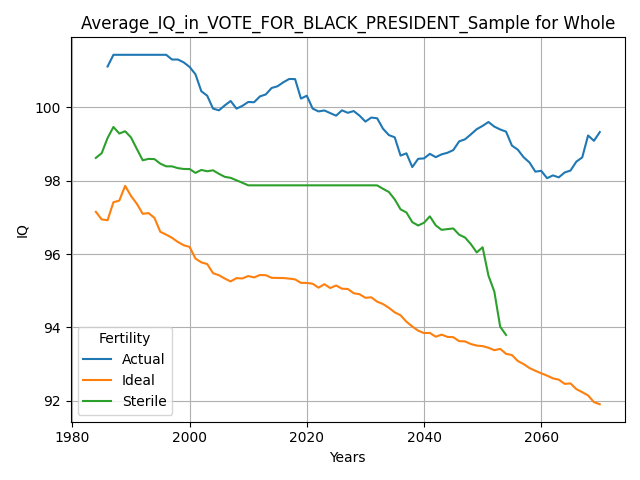 Average_IQ_in_VOTE_FOR_BLACK_PRESIDENT_Sample for Whole
IQ
100
98
96
94
92
Fertility
Actual
Ideal
Sterile
1980 2000 2020 2040 2060
Years